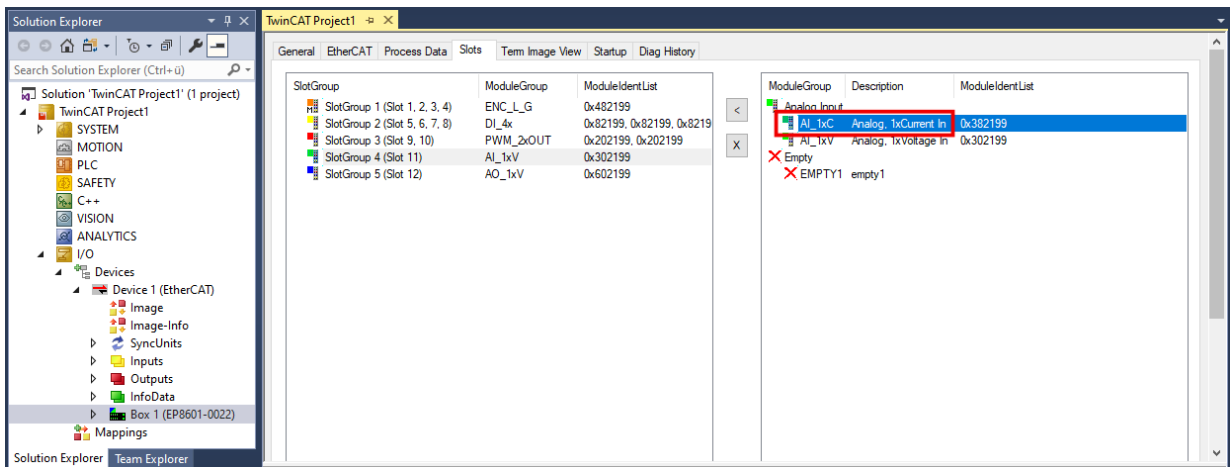 Solution Explorer
Search Solution Explorer (Ctrl+ü)
Solution 'TwinCAT Project1' (1 project)
TwinCAT Project1
SYSTEM
MOTION
PLC
SAFETY
C++
VISION
ANALYTICS
I/O
Devices
Device 1 (EtherCAT)
Image
Image-Info
SyncUnits
Inputs
Outputs
InfoData
Box 1 (EP8601-0022)
Mappings
Solution Explorer Team Explorer
TwinCAT Project1
General EtherCAT Process Data Slots Term Image View Startup Diag History
SlotGroup ModuleGroup ModuleIdentList
SlotGroup 1 (Slot 1, 2, 3, 4) ENC_L_G 0x482199
SlotGroup 2 (Slot 5, 6, 7, 8) DI_4x 0x82199, 0x82199, 0x8219
SlotGroup 3 (Slot 9, 10) PWM_2xOUT 0x202199, 0x202199
SlotGroup 4 (Slot 11) AI_1xV 0x302199
SlotGroup 5 (Slot 12) AO_1xV 0x602199
<
X
ModuleGroup Description ModuleIdentList
Analog Input
AI_1xC Analog, 1xCurrent In 0x382199
AI_1xV Analog, 1xVoltage In 0x302199
Empty
EMPTY1 empty1